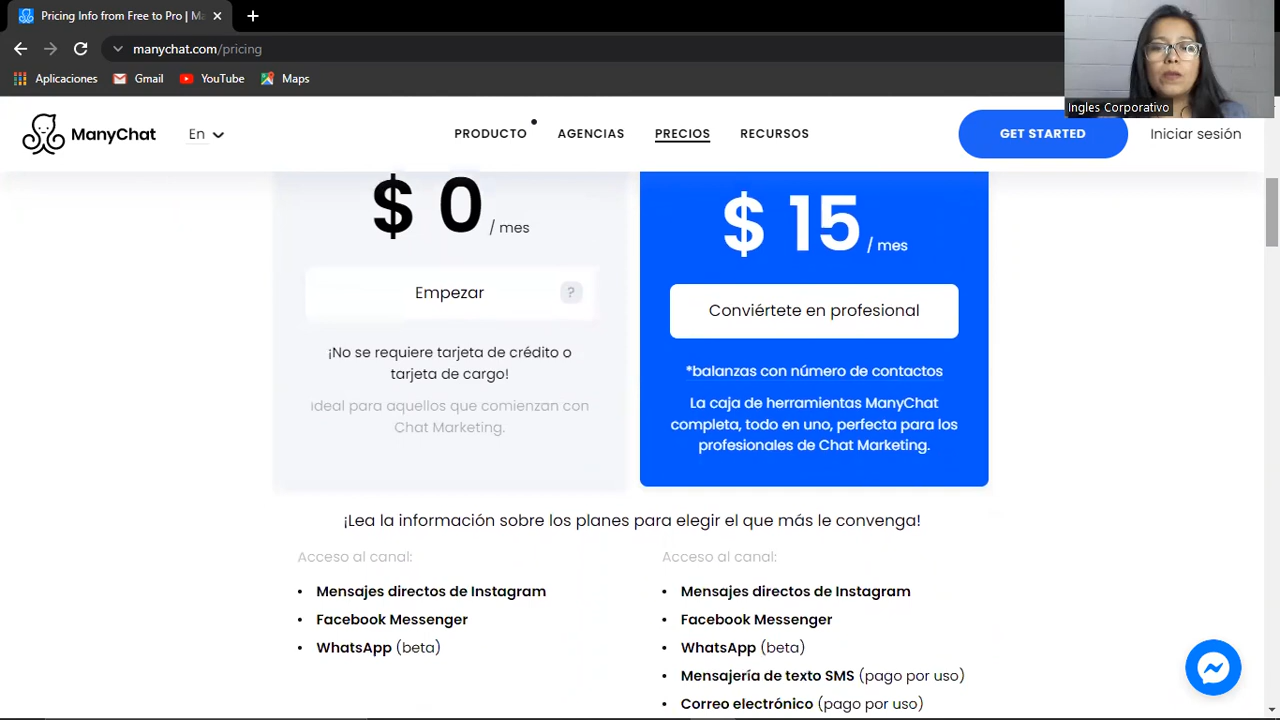 Pricing Info from Free to Pro | Ma
manychat.com/pricing
Aplicaciones
Gmail
YouTube
Maps
Ingles Corporativo
ManyChat
En
PRODUCTO
AGENCIAS
PRECIOS
RECURSOS
GET STARTED
Iniciar sesión
$ 0 / mes
Empezar
?
¡No se requiere tarjeta de crédito o
tarjeta de cargo!
ideal para aquellos que comienzan con
Chat Marketing.
$ 15 / mes
Conviértete en profesional
*balanzas con número de contactos
La caja de herramientas ManyChat
completa, todo en uno, perfecta para los
profesionales de Chat Marketing.
¡Lea la información sobre los planes para elegir el que más le convenga!
Acceso al canal:
• Mensajes directos de Instagram
• Facebook Messenger
• WhatsApp (beta)
Acceso al canal:
• Mensajes directos de Instagram
• Facebook Messenger
• WhatsApp (beta)
• Mensajería de texto SMS (pago por uso)
• Correo electrónico (pago por uso)